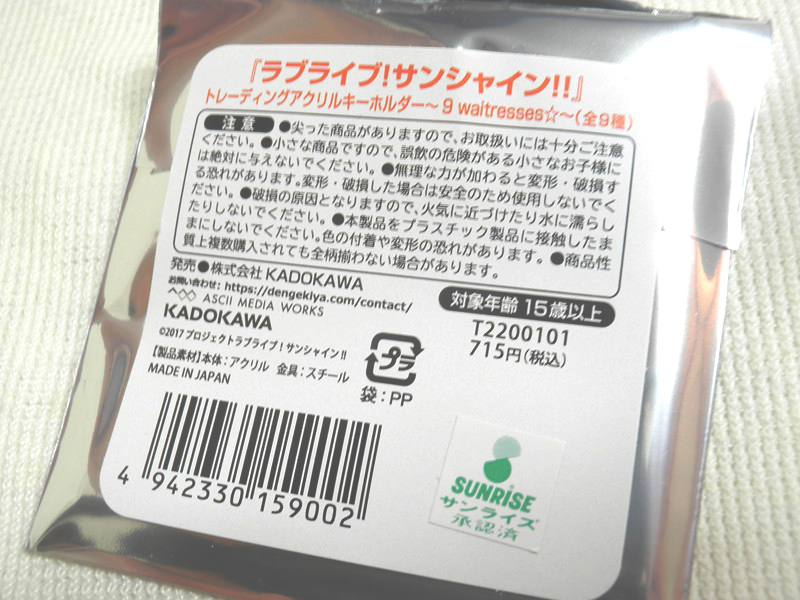 『ラブライブ!サンシャイン!!』
トレーディングアクリルキーホルダー〜9 waitresses☆〜(全9種)
注意 ●尖った商品がありますので、お取扱いには十分ご注意
ください。●小さな商品ですので、誤飲の危険がある小さなお子様に
は絶対に与えないでください。●無理な力が加わると変形・破損す
る恐れがあります。変形・破損した場合は安全のため使用しないでく
ださい。●破損の原因となりますので、火気に近づけたり水に濡らし
たりしないでください。●本製品をプラスチック製品に接触したま
まにしないでください。色の付着や変形の恐れがあります。●商品性
質上複数購入されても全柄揃わない場合があります。
発売●株式会社 KADOKAWA
お問い合わせ: https://dengekiya.com/contact/
ASCII MEDIA WORKS
KADOKAWA
©2017 プロジェクトラブライブ!サンシャイン!!
【製品素材】本体:アクリル 金具:スチール
MADE IN JAPAN
対象年齢 15歳以上
T2200101
715円(税込)
プラ
袋:PP
4 942330 159002
SUNRISE
サンライズ
承認済